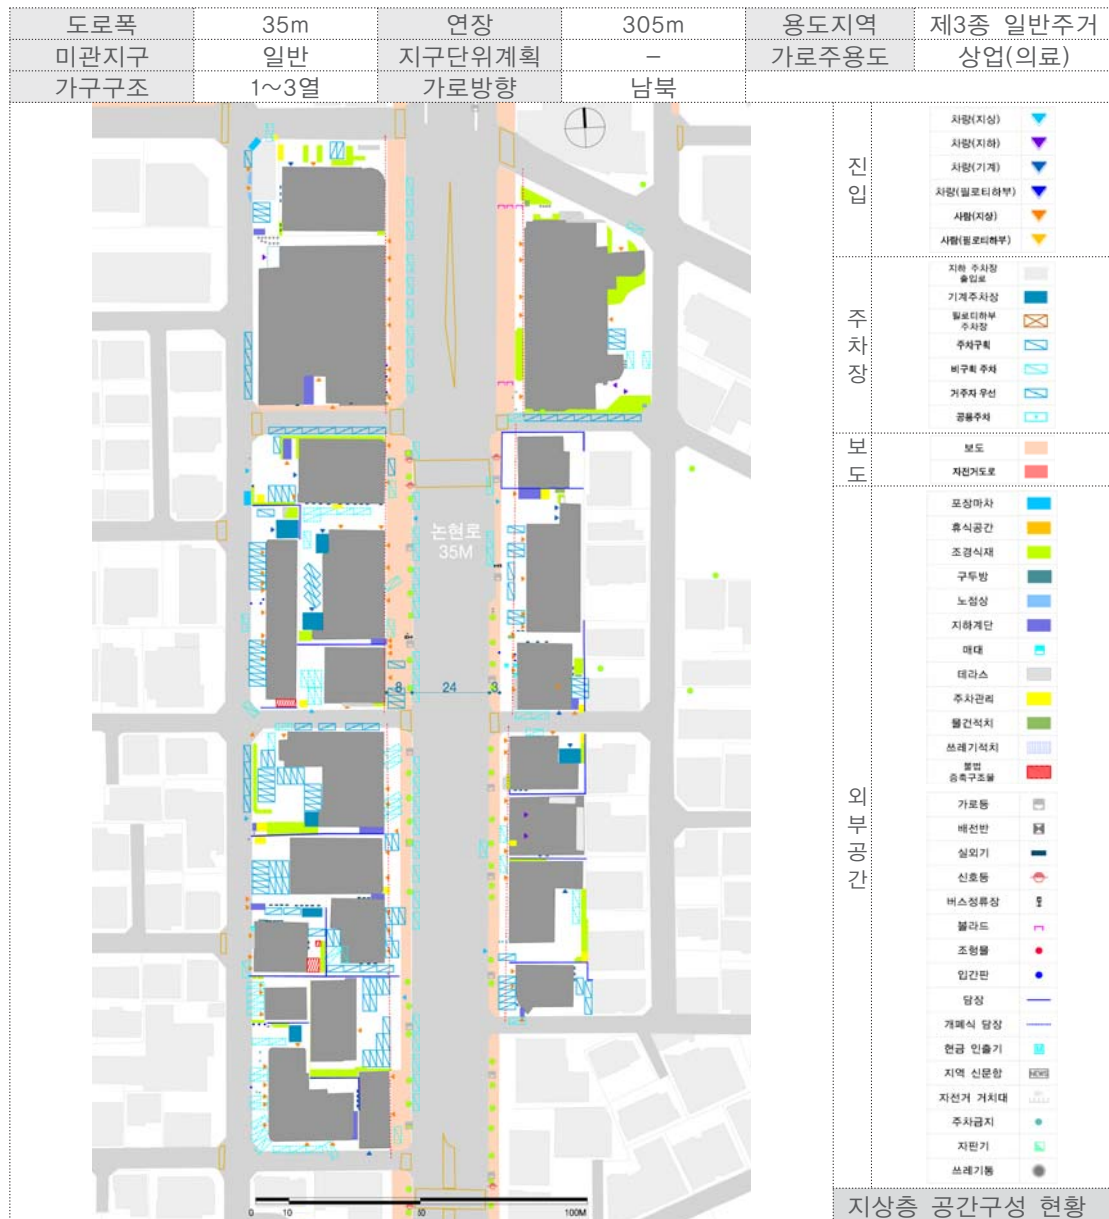 도로폭 35m 연장 305m 용도지역 제3종 일반주거
미관지구 일반 지구단위계획 - 가로주용도 상업(의료)
가구구조 1~3열 가로방향 남북
논현로
35M
8 24 3
0 10 50 100M
진입
차량(지상)
차량(지하)
차량(기계)
차량(필로티하부)
사람(지상)
사람(필로티하부)
주차장
지하 주차장
출입로
기계주차장
필로티하부
주차장
주차구획
비구획 주차
거주자 우선
공용주차
보도
보도
자전거도로
외부공간
포장마차
휴식공간
조경식재
구두방
노점상
지하계단
매대
테라스
주차관리
물건적치
쓰레기적치
불법
증축구조물
가로등
배전반
실외기
신호등
버스정류장
볼라드
조형물
입간판
담장
개폐식 담장
현금 인출기
지역 신문함 NEWS
자전거 거치대
주차금지
자판기
쓰레기통
지상층 공간구성 현황